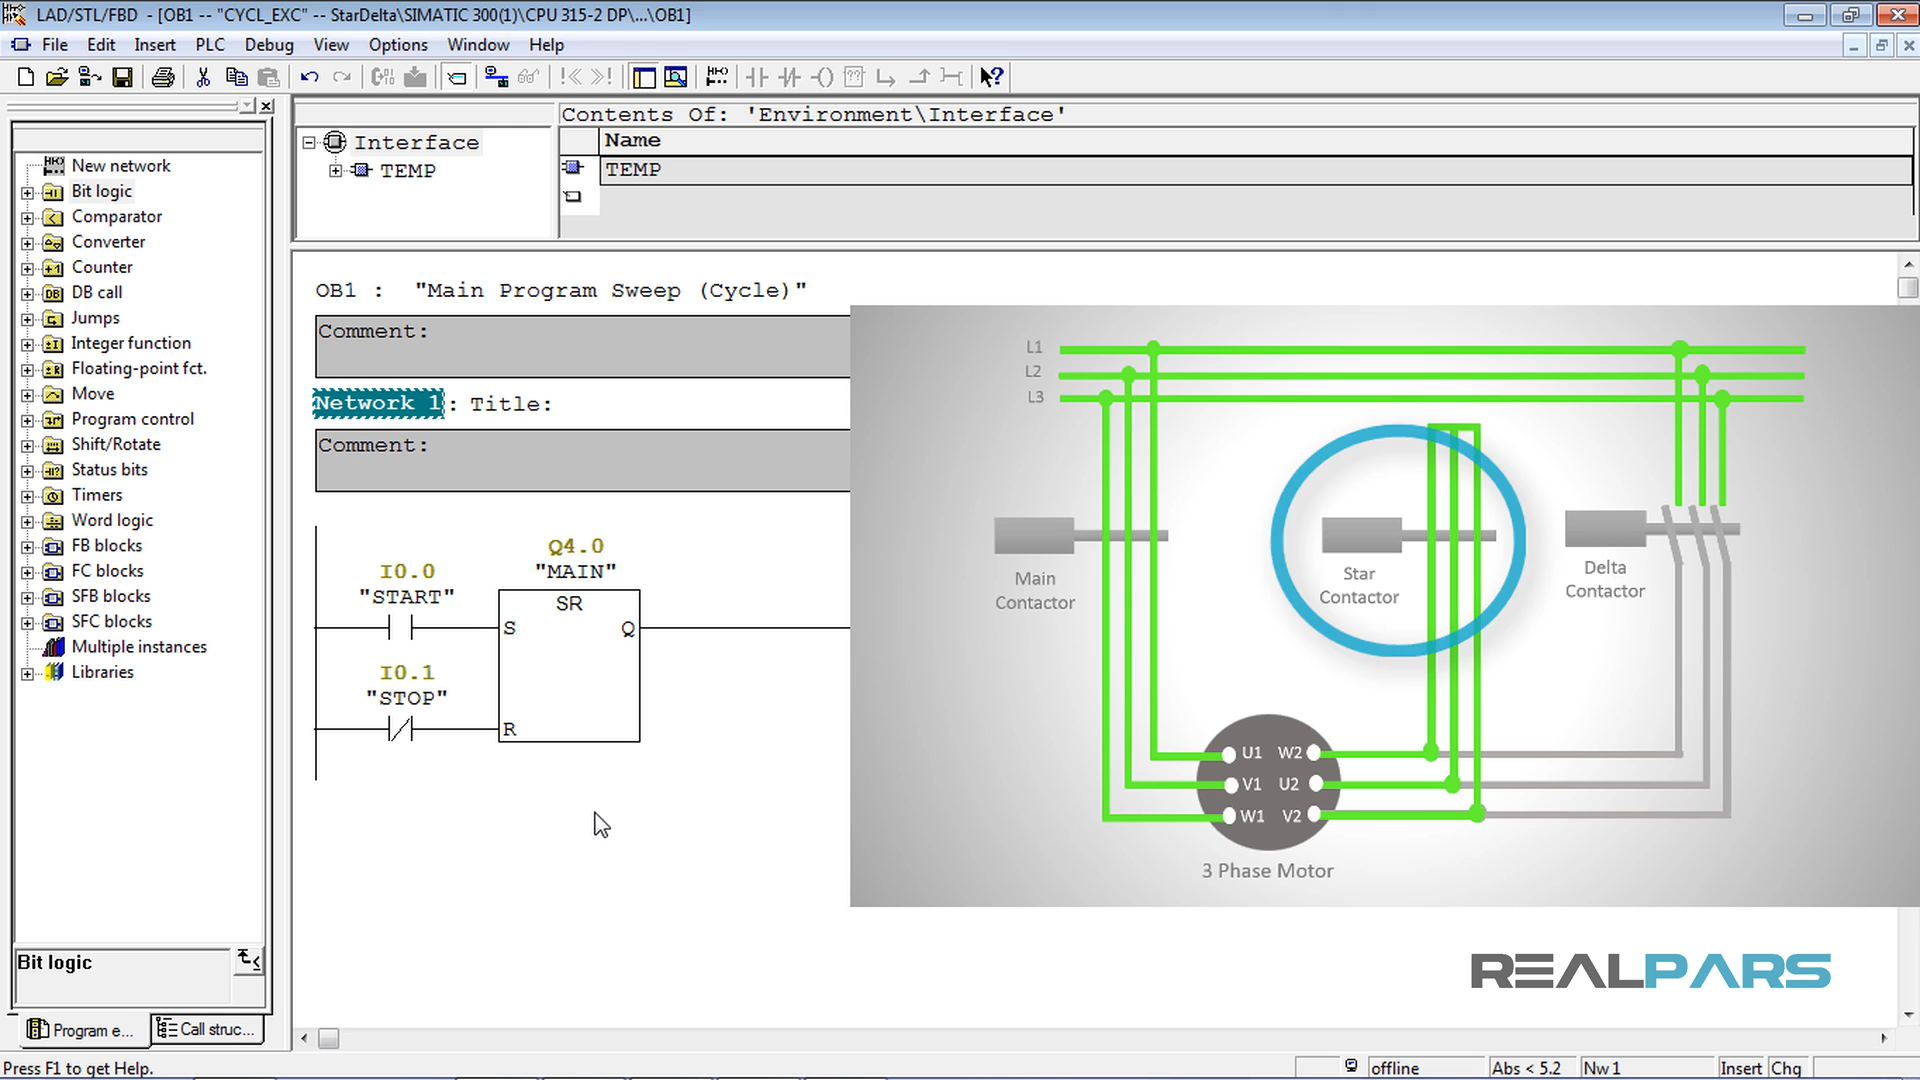 LAD/STL/FBD - [OB1 -- "CYCL_EXC" -- StarDelta\SIMATIC 300(1)\CPU 315-2 DP\...\OB1]
File Edit Insert PLC Debug View Options Window Help
New network
Bit logic
Comparator
Converter
Counter
DB call
Jumps
Integer function
Floating-point fct.
Move
Program control
Shift/Rotate
Status bits
Timers
Word logic
FB blocks
FC blocks
SFB blocks
SFC blocks
Multiple instances
Libraries
Bit logic
Program e...
Call struc...
Interface
TEMP
Contents Of: 'Environment\Interface'
Name
TEMP
OB1 : "Main Program Sweep (Cycle)"
Comment:
Network 1 : Title:
Comment:
I0.0
"START"
I0.1
"STOP"
Q4.0
"MAIN"
SR
S Q
R
L1
L2
L3
Main
Contactor
Star
Contactor
Delta
Contactor
U1 W2
V1 U2
W1 V2
3 Phase Motor
REALPARS
Press F1 to get Help.
offline
Abs < 5.2
Nw 1
Insert
Chg